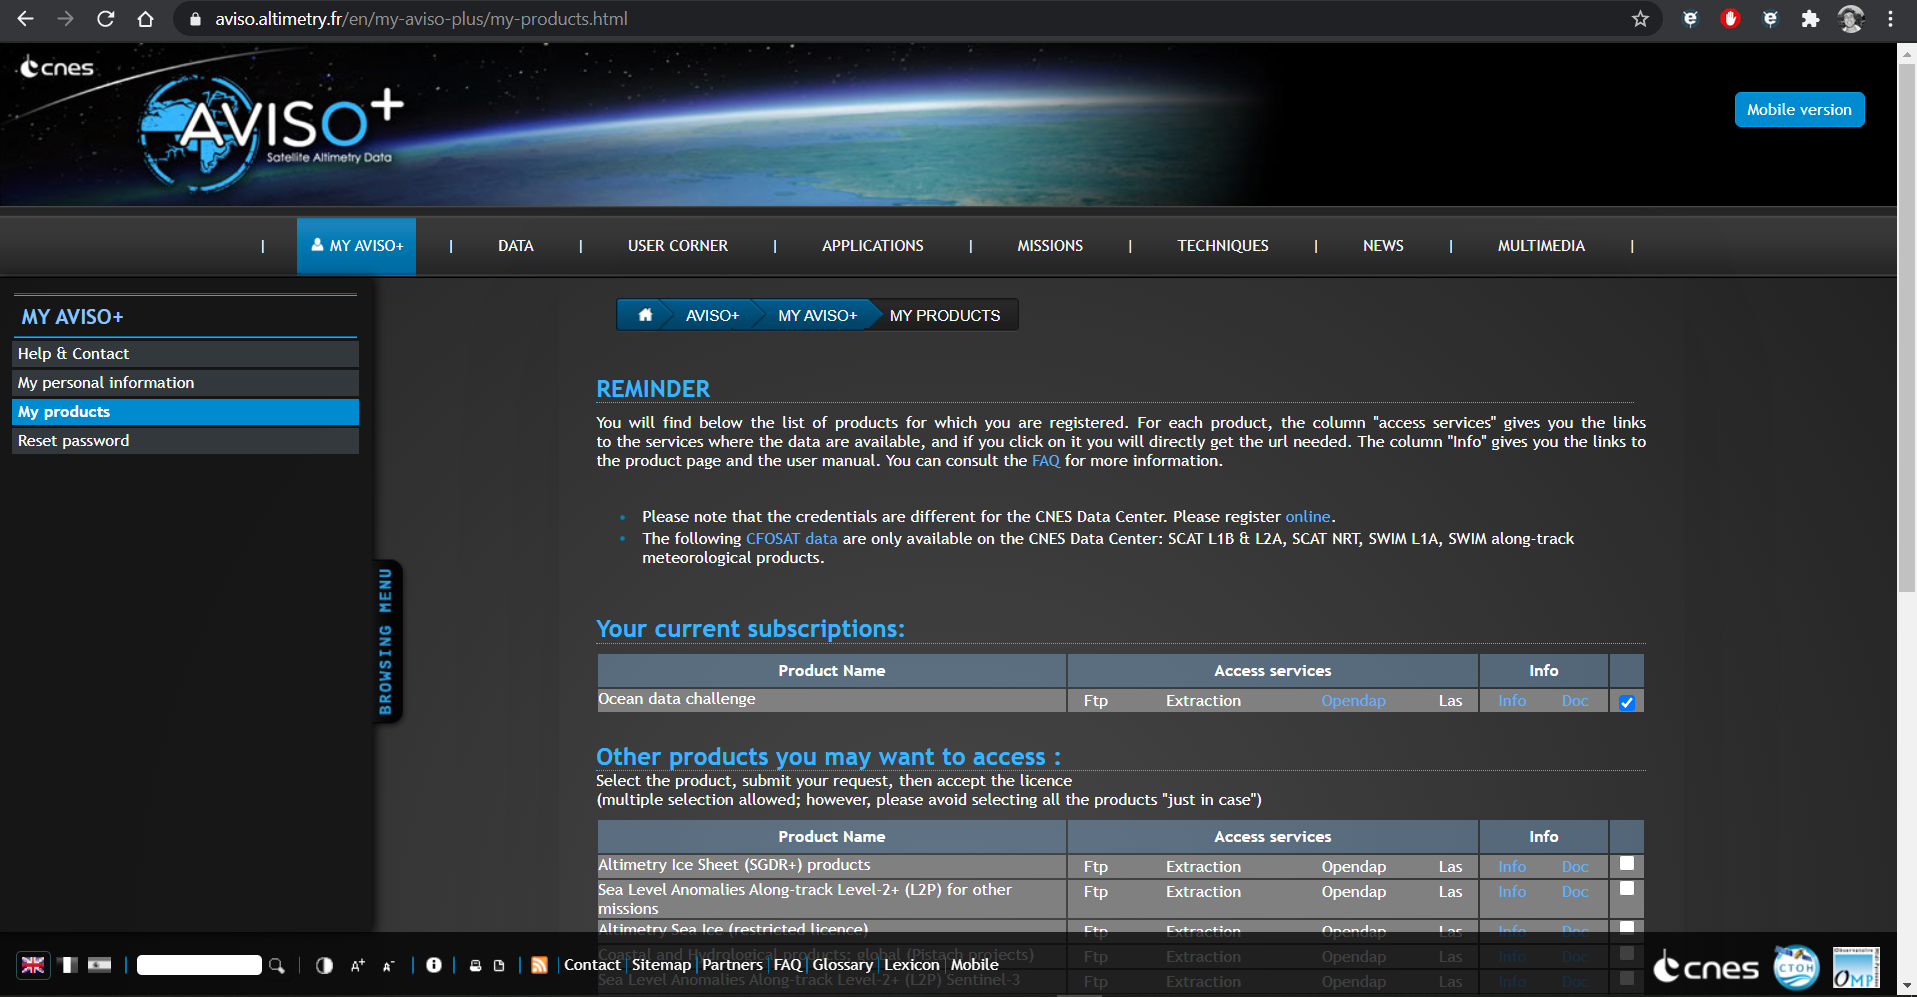 aviso.altimetry.fr/en/my-aviso-plus/my-products.html
cnes
AVISO+
Satellite Altimetry Data
Mobile version
| MY AVISO+ | DATA | USER CORNER | APPLICATIONS | MISSIONS | TECHNIQUES | NEWS | MULTIMEDIA |
MY AVISO+
Help & Contact
My personal information
My products
Reset password
BROWSING MENU
AVISO+ MY AVISO+ MY PRODUCTS
REMINDER
You will find below the list of products for which you are registered. For each product, the column "access services" gives you the links
to the services where the data are available, and if you click on it you will directly get the url needed. The column "Info" gives you the links to
the product page and the user manual. You can consult the FAQ for more information.
• Please note that the credentials are different for the CNES Data Center. Please register online.
• The following CFOSAT data are only available on the CNES Data Center: SCAT L1B & L2A, SCAT NRT, SWIM L1A, SWIM along-track
meteorological products.
Your current subscriptions:
Product Name Access services Info
Ocean data challenge Ftp Extraction Opendap Las Info Doc
Other products you may want to access :
Select the product, submit your request, then accept the licence
(multiple selection allowed; however, please avoid selecting all the products "just in case")
Product Name Access services Info
Altimetry Ice Sheet (SGDR+) products Ftp Extraction Opendap Las Info Doc
Sea Level Anomalies Along-track Level-2+ (L2P) for other Ftp Extraction Opendap Las Info Doc
missions
Altimetry Sea Ice (restricted licence) Ftp Extraction Opendap Las Info Doc
Coastal and Hydrological products: global (Pistach projects) Ftp Extraction Opendap Las Info Doc
Sea Level Anomalies Along-track Level-2+ (L2P) Sentinel-3 Ftp Extraction Opendap Las Info Doc
A+ A- Contact | Sitemap | Partners | FAQ | Glossary | Lexicon | Mobile
cnes
CTOH
OMP